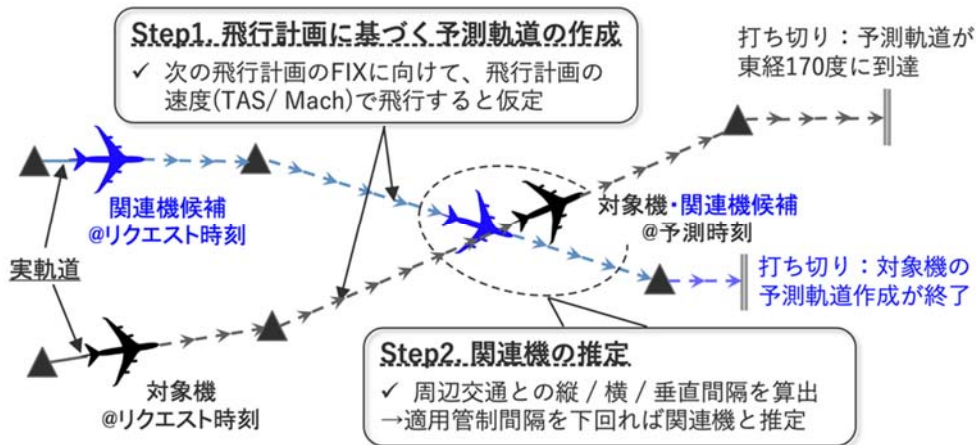 Step1. 飛行計画に基づく予測軌道の作成
✓ 次の飛行計画のFIXに向けて、飛行計画の
速度(TAS/ Mach)で飛行すると仮定
打ち切り：予測軌道が
東経170度に到達
関連機候補
@リクエスト時刻
対象機・関連機候補
@予測時刻
実軌道
打ち切り：対象機の
予測軌道作成が終了
対象機
@リクエスト時刻
Step2. 関連機の推定
✓ 周辺交通との縦 / 横 / 垂直間隔を算出
→適用管制間隔を下回れば関連機と推定